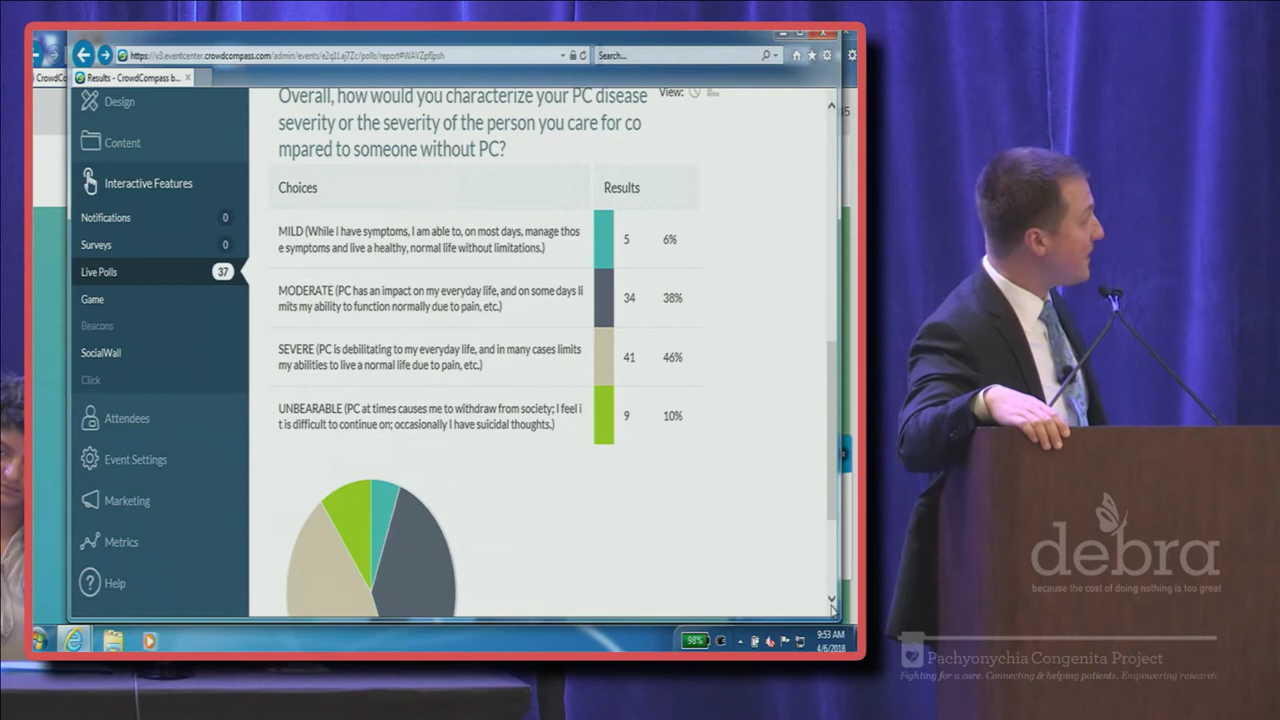 https://v3.eventcenter.crowdcompass.com/admin/events/e2q1Laj7Zc/polls/report#WAVZpflpsh
Search...
CrowdCo
Results - CrowdCompass b...
Design
Content
Interactive Features
Notifications 0
Surveys 0
Live Polls 37
Game
Beacons
SocialWall
Click
Attendees
Event Settings
Marketing
Metrics
Help
Overall, how would you characterize your PC disease
severity or the severity of the person you care for co
mpared to someone without PC?
View:
45
Choices Results
MILD (While I have symptoms, I am able to, on most days, manage thos
e symptoms and live a healthy, normal life without limitations.)
5 6%
MODERATE (PC has an impact on my everyday life, and on some days li
mits my ability to function normally due to pain, etc.)
34 38%
SEVERE (PC is debilitating to my everyday life, and in many cases limits
my abilities to live a normal life due to pain, etc.)
41 46%
UNBEARABLE (PC at times causes me to withdraw from society; I feel i
t is difficult to continue on; occasionally I have suicidal thoughts.)
9 10%
98%
9:53 AM
4/6/2018
debra
because the cost of doing nothing is too great
Pachyonychia Congenita Project
Fighting for a cure. Connecting & helping patients. Empowering research.